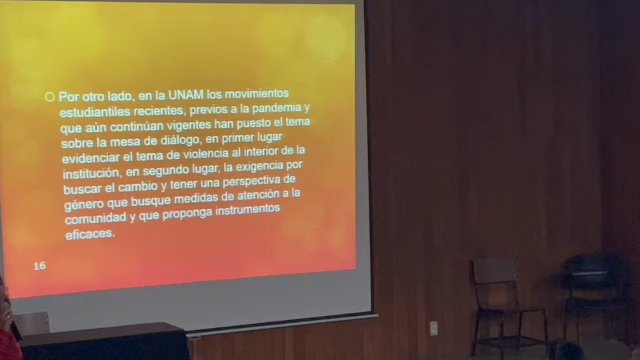 Por otro lado, en la UNAM los movimientos
estudiantiles recientes, previos a la pandemia y
que aún continúan vigentes han puesto el tema
sobre la mesa de diálogo, en primer lugar
evidenciar el tema de violencia al interior de la
institución, en segundo lugar, la exigencia por
buscar el cambio y tener una perspectiva de
género que busque medidas de atención a la
comunidad y que proponga instrumentos
eficaces.
16